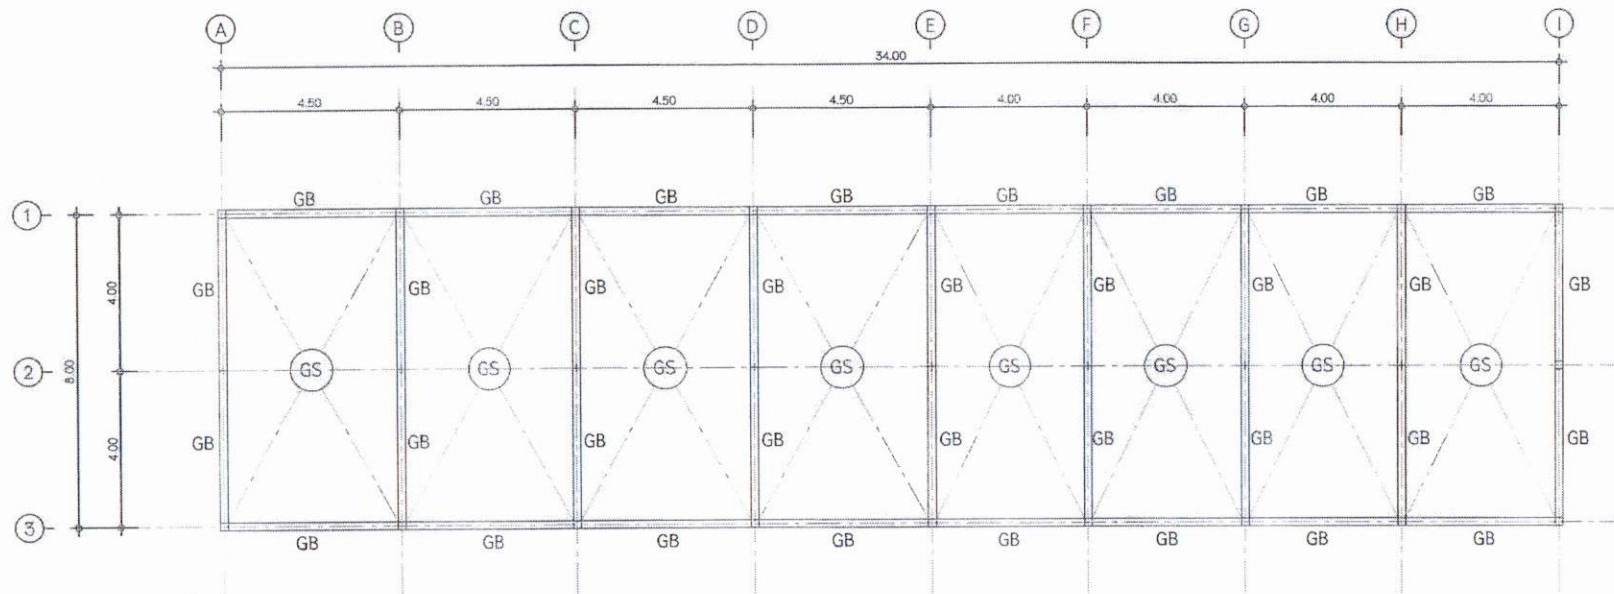 A B C D E F G H I
34.00
4.50 4.50 4.50 4.50 4.00 4.00 4.00 4.00
GB GB GB GB GB GB GB GB
1
GB GB GB GB GB GB GB GB GB
4.00
2
8.00
GS GS GS GS GS GS GS GS
4.00
GB GB GB GB GB GB GB GB GB
3
GB GB GB GB GB GB GB GB